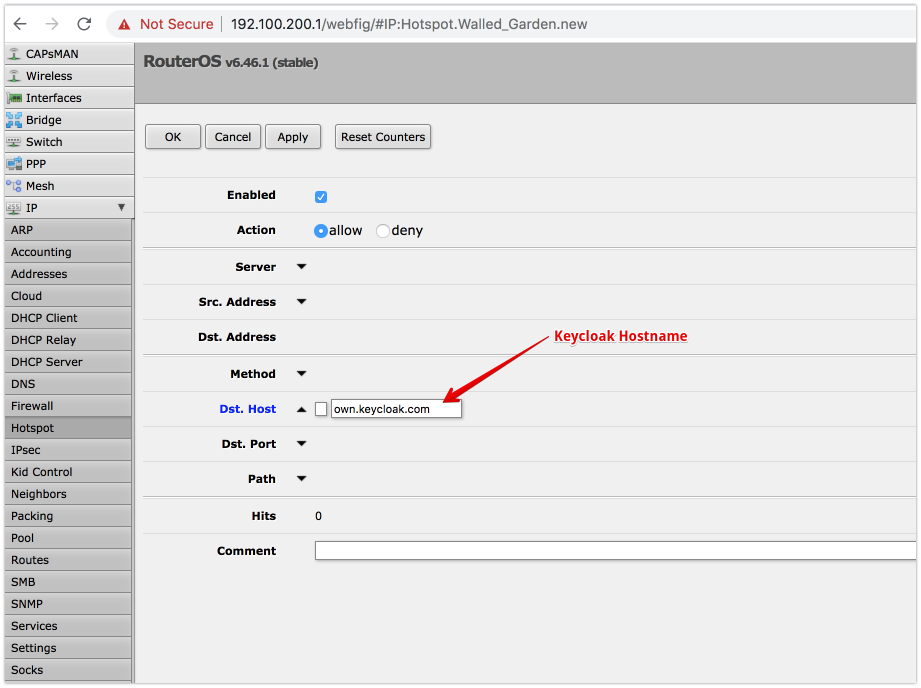 Not Secure | 192.100.200.1/webfig/#IP:Hotspot.Walled_Garden.new
CAPsMAN
Wireless
Interfaces
Bridge
Switch
PPP
Mesh
IP
ARP
Accounting
Addresses
Cloud
DHCP Client
DHCP Relay
DHCP Server
DNS
Firewall
Hotspot
IPsec
Kid Control
Neighbors
Packing
Pool
Routes
SMB
SNMP
Services
Settings
Socks
RouterOS v6.46.1 (stable)
OK Cancel Apply Reset Counters
Enabled
Action allow deny
Server
Src. Address
Dst. Address
Keycloak Hostname
Method
Dst. Host own.keycloak.com
Dst. Port
Path
Hits 0
Comment